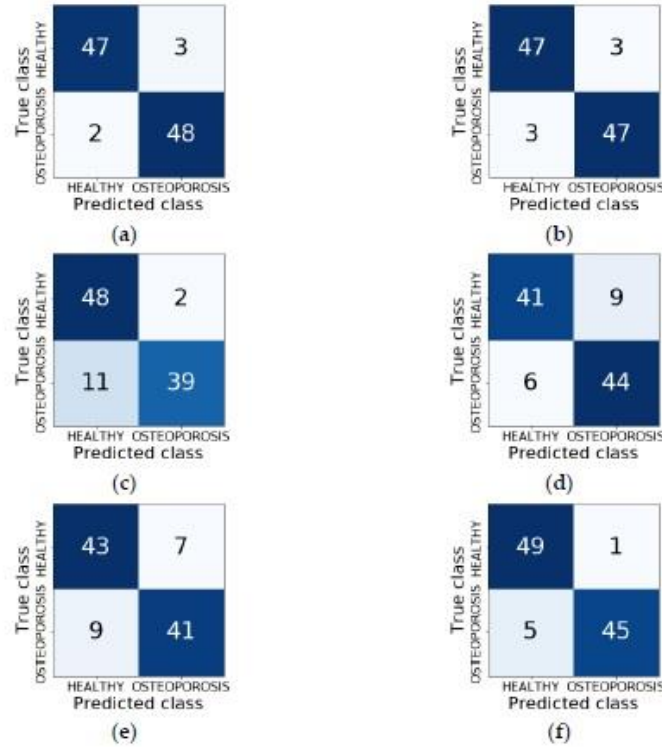 True class
HEALTHY
OSTEOPOROSIS
47 3
2 48
HEALTHY OSTEOPOROSIS
Predicted class
(a)
True class
HEALTHY
OSTEOPOROSIS
47 3
3 47
HEALTHY OSTEOPOROSIS
Predicted class
(b)
True class
HEALTHY
OSTEOPOROSIS
48 2
11 39
HEALTHY OSTEOPOROSIS
Predicted class
(c)
True class
HEALTHY
OSTEOPOROSIS
41 9
6 44
HEALTHY OSTEOPOROSIS
Predicted class
(d)
True class
HEALTHY
OSTEOPOROSIS
43 7
9 41
HEALTHY OSTEOPOROSIS
Predicted class
(e)
True class
HEALTHY
OSTEOPOROSIS
49 1
5 45
HEALTHY OSTEOPOROSIS
Predicted class
(f)